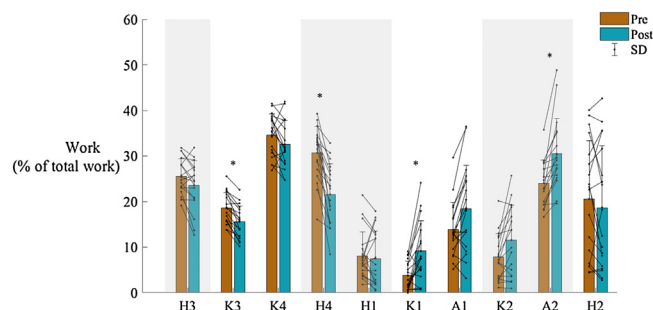 60
50
40
30
20
10
0
Work
(% of total work)
*
*
*
*
H3 K3 K4 H4 H1 K1 A1 K2 A2 H2
Pre
Post
SD